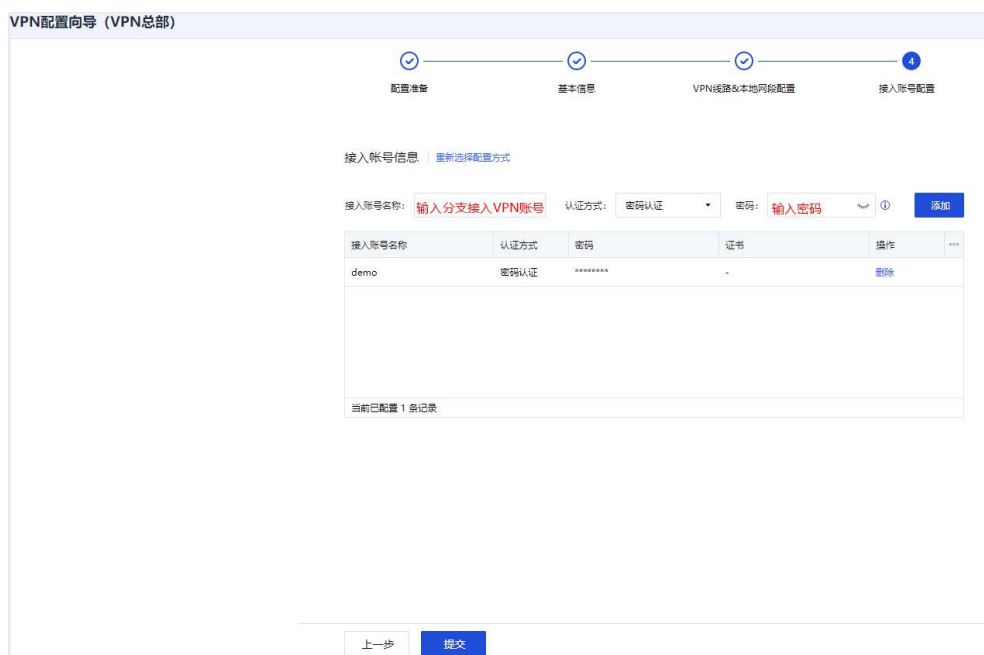 VPN配置向导（VPN总部）
4
配置准备 基本信息 VPN线路&本地网段配置 接入账号配置
接入帐号信息 重新选择配置方式
接入账号名称: 输入分支接入VPN账号 认证方式: 密码认证 密码: 输入密码 添加
接入账号名称 认证方式 密码 证书 操作 ···
demo 密码认证 ******** - 删除
当前已配置 1 条记录
上一步 提交